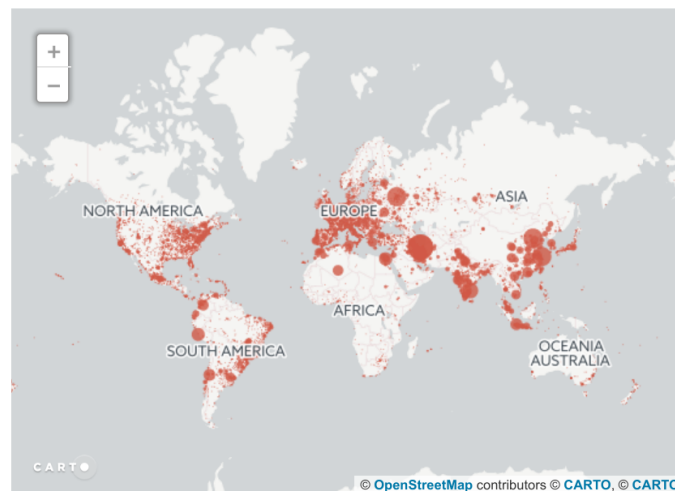 +
−
NORTH AMERICA
EUROPE
ASIA
AFRICA
SOUTH AMERICA
OCEANIA
AUSTRALIA
CARTO
© OpenStreetMap contributors © CARTO, © CARTO